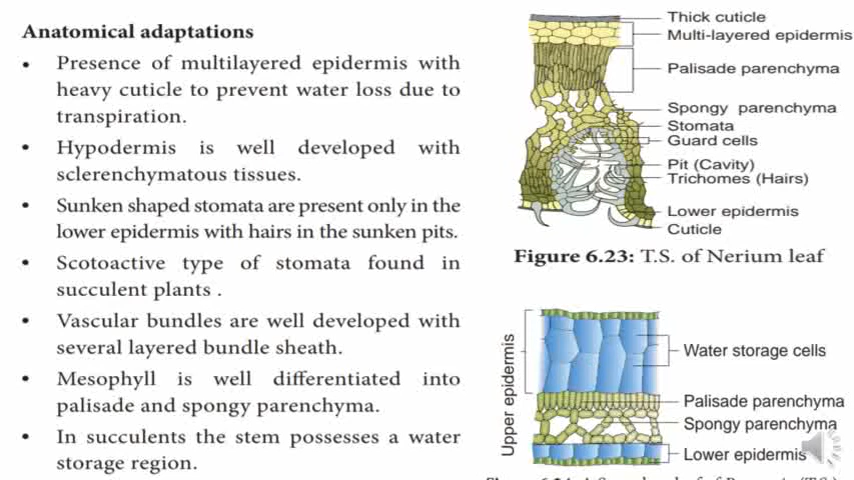 Anatomical adaptations
• Presence of multilayered epidermis with
heavy cuticle to prevent water loss due to
transpiration.
• Hypodermis is well developed with
sclerenchymatous tissues.
• Sunken shaped stomata are present only in the
lower epidermis with hairs in the sunken pits.
• Scotoactive type of stomata found in
succulent plants .
• Vascular bundles are well developed with
several layered bundle sheath.
• Mesophyll is well differentiated into
palisade and spongy parenchyma.
• In succulents the stem possesses a water
storage region.
Thick cuticle
Multi-layered epidermis
Palisade parenchyma
Spongy parenchyma
Stomata
Guard cells
Pit (Cavity)
Trichomes (Hairs)
Lower epidermis
Cuticle
Figure 6.23: T.S. of Nerium leaf
Upper epidermis
Water storage cells
Palisade parenchyma
Spongy parenchyma
Lower epidermis